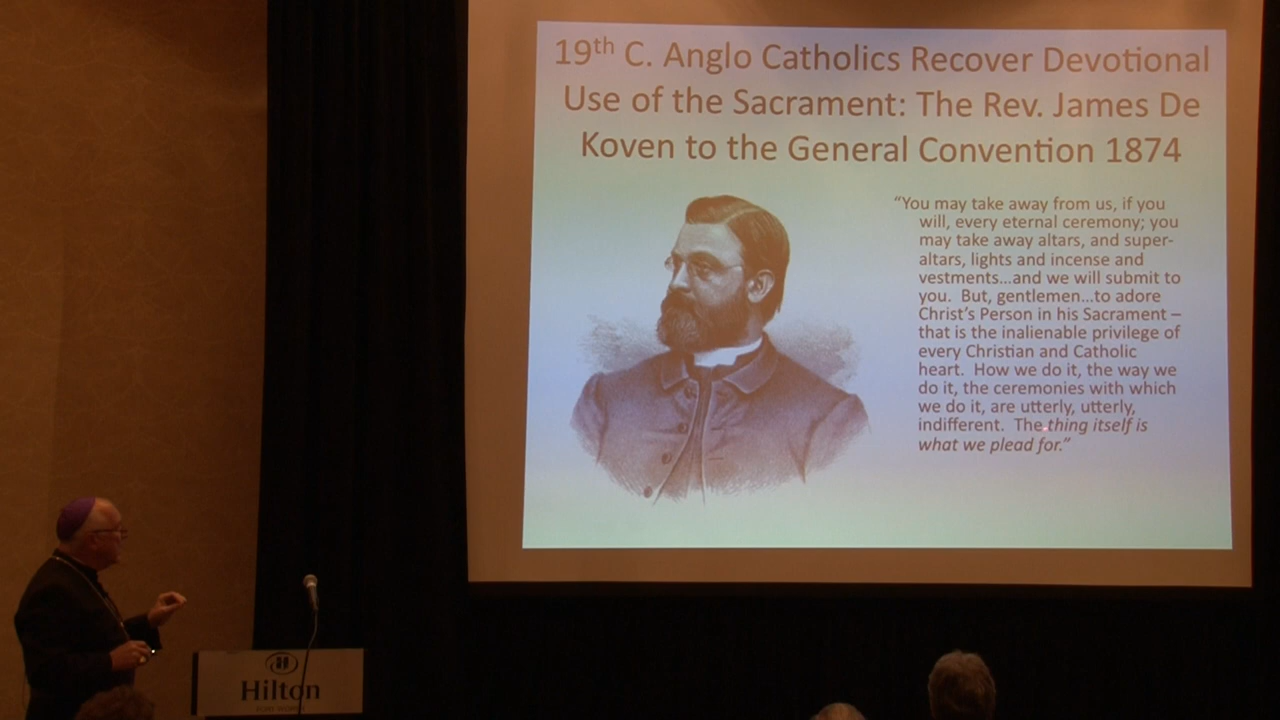 19th C. Anglo Catholics Recover Devotional
Use of the Sacrament: The Rev. James De
Koven to the General Convention 1874
“You may take away from us, if you
will, every eternal ceremony; you
may take away altars, and super-
altars, lights and incense and
vestments…and we will submit to
you. But, gentlemen…to adore
Christ’s Person in his Sacrament –
that is the inalienable privilege of
every Christian and Catholic
heart. How we do it, the way we
do it, the ceremonies with which
we do it, are utterly, utterly,
indifferent. The thing itself is
what we plead for.”
H
Hilton
FORT WORTH